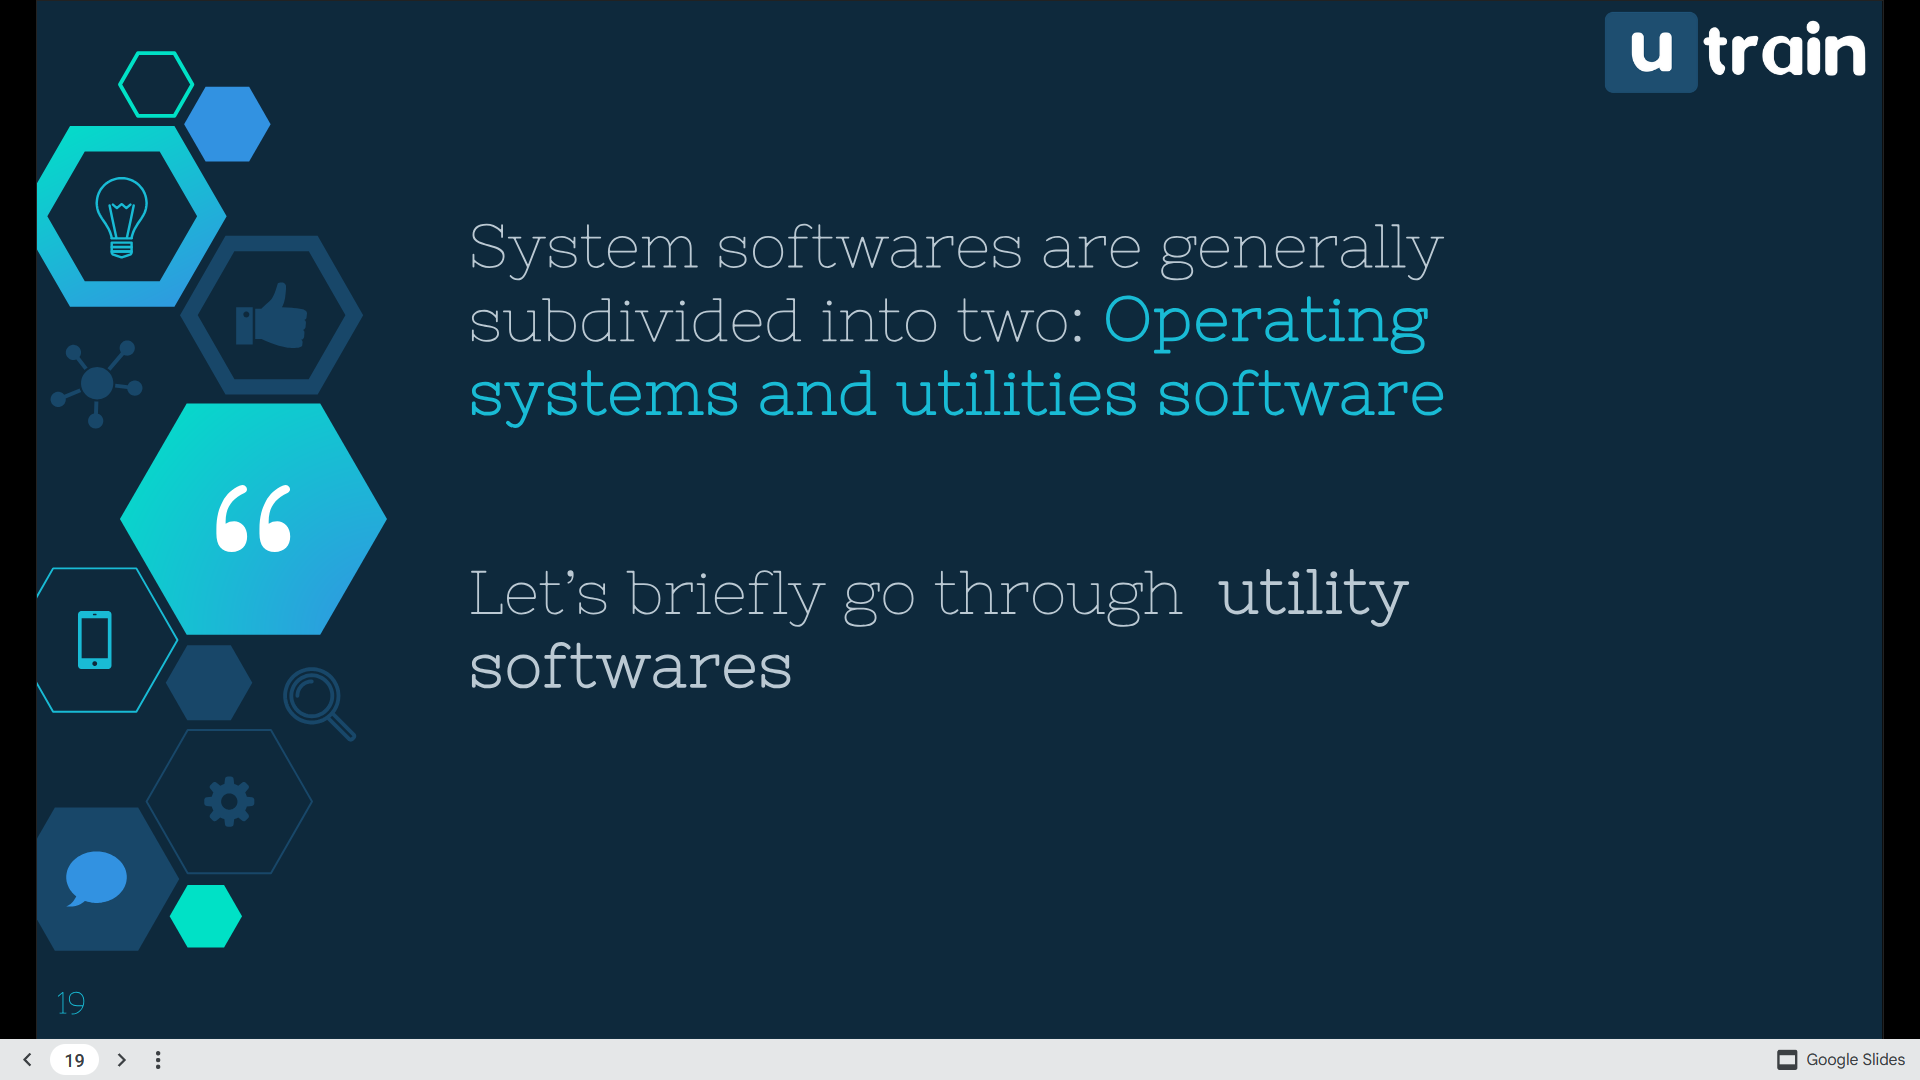 u train
System softwares are generally
subdivided into two: Operating
systems and utilities software
“
Let’s briefly go through utility
softwares
19
19
Google Slides